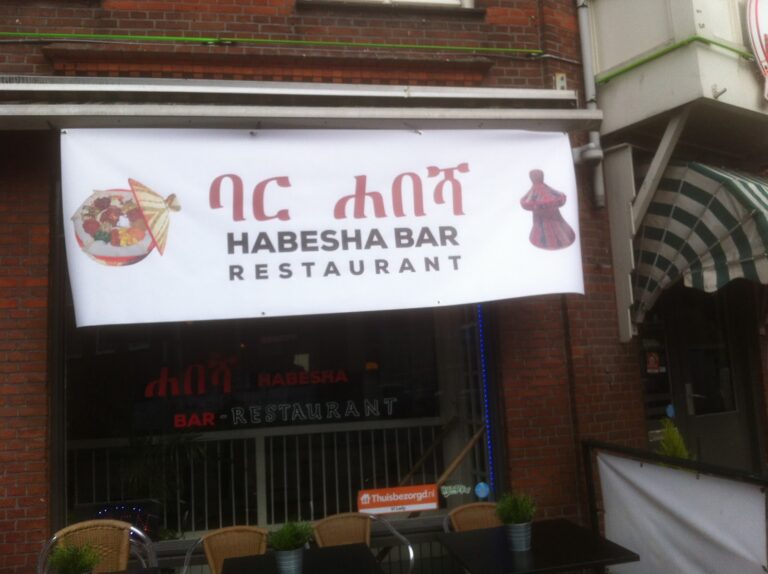 ባር ሐበሻ
HABESHA BAR
RESTAURANT
ሐበሻ HABESHA
BAR-RESTAURANT
Thuisbezorgd.nl